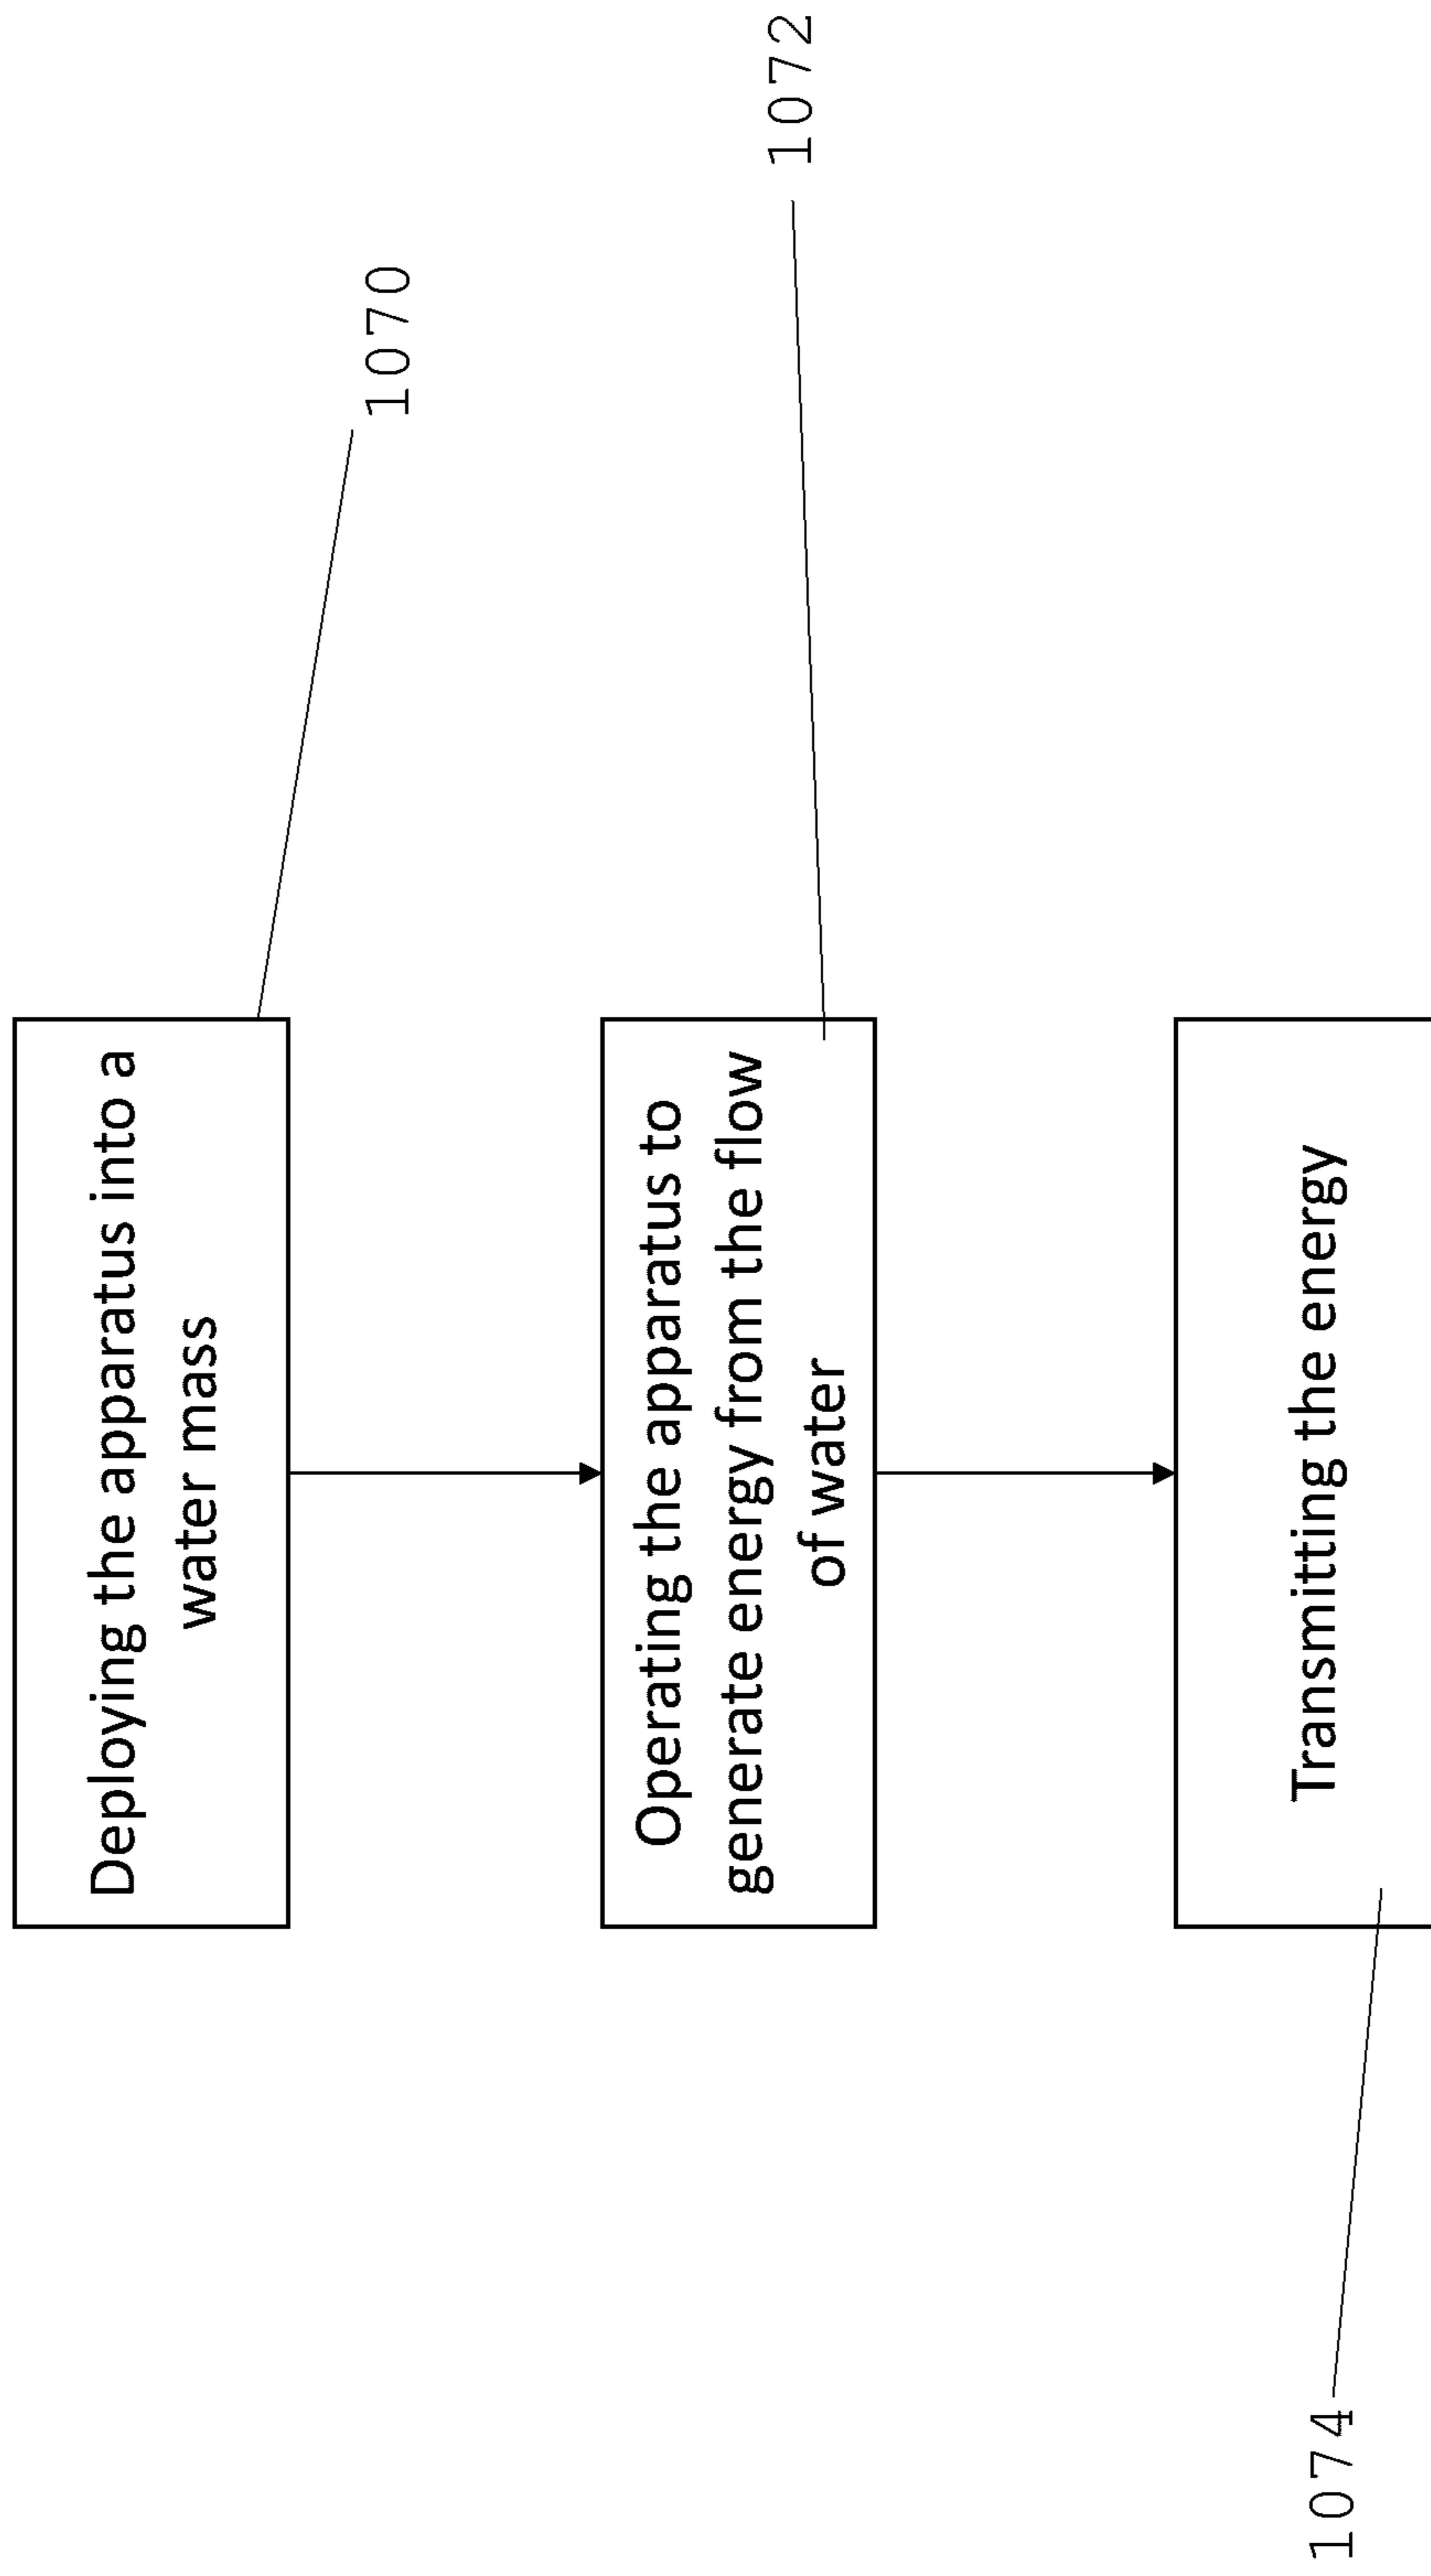 Deploying the apparatus into a
water mass
1070
Operating the apparatus to
generate energy from the flow
of water
1072
Transmitting the energy
1074